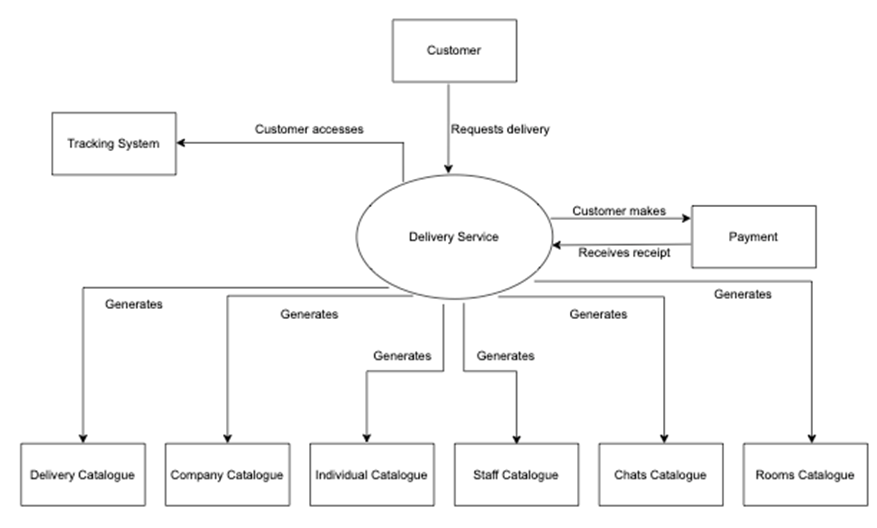 Customer
Requests delivery
Customer accesses
Tracking System
Delivery Service
Customer makes
Payment
Receives receipt
Generates
Generates
Generates
Generates
Generates
Generates
Delivery Catalogue
Company Catalogue
Individual Catalogue
Staff Catalogue
Chats Catalogue
Rooms Catalogue